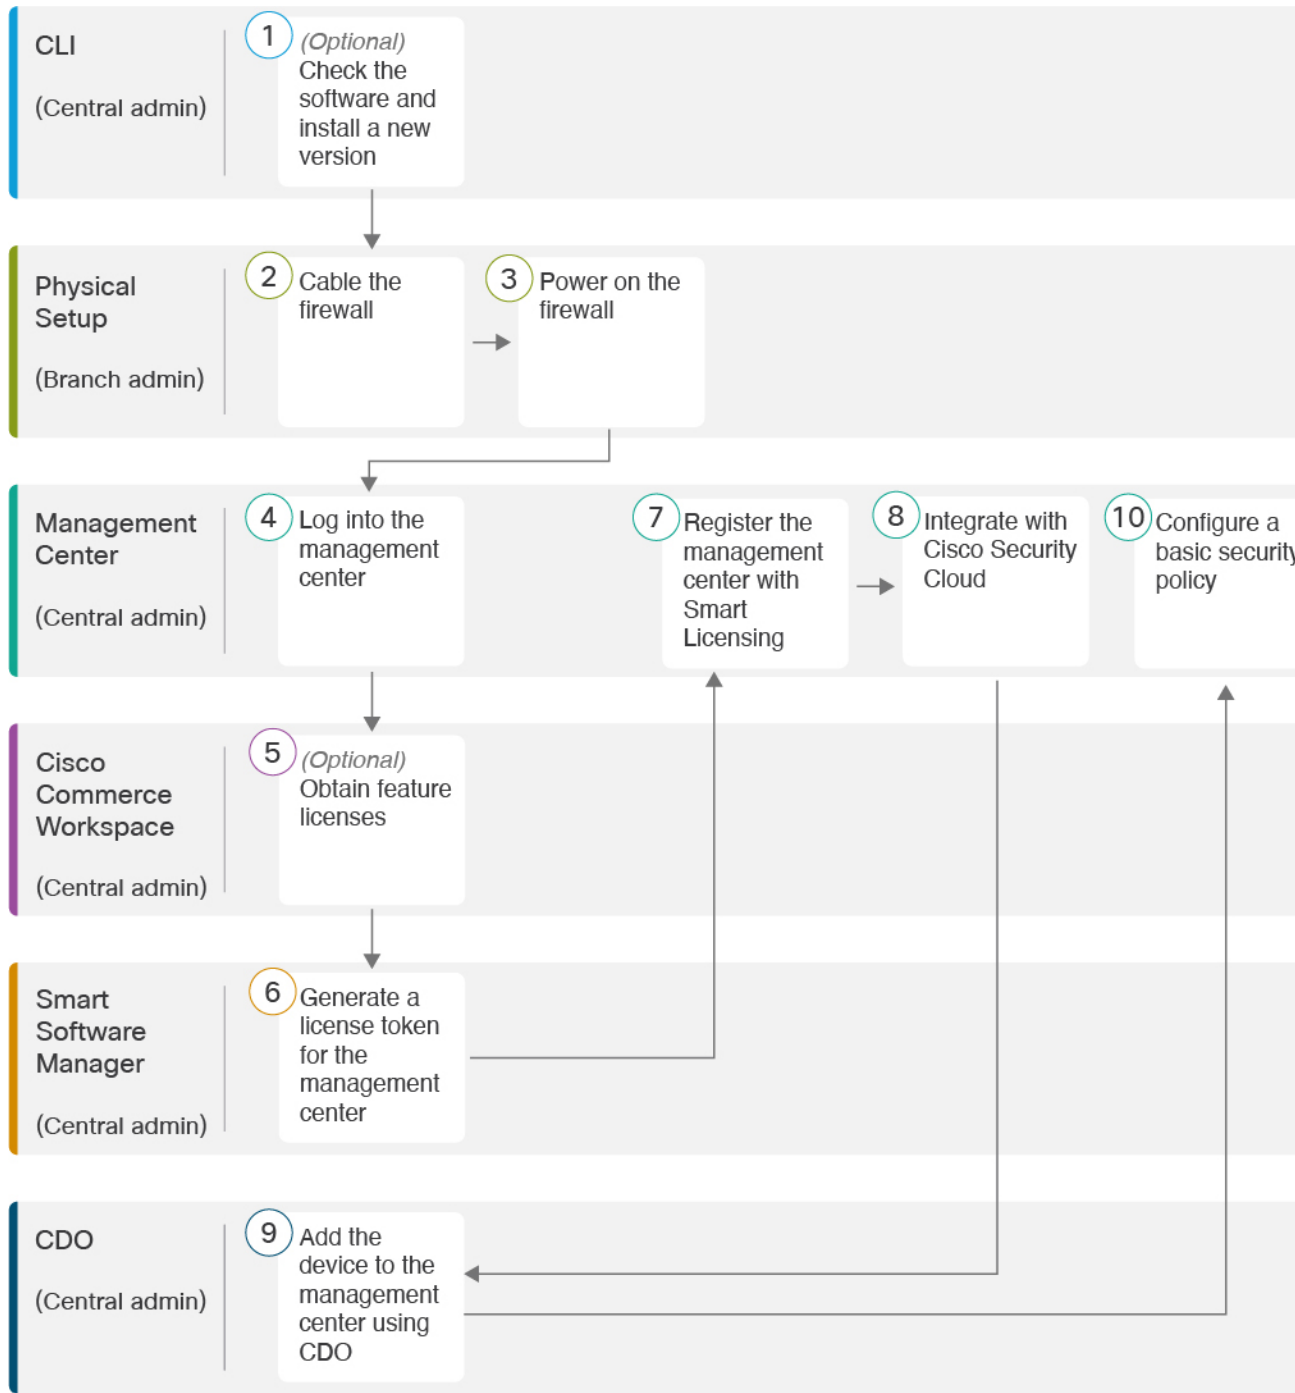 CLI
(Central admin)
1
(Optional)
Check the
software and
install a new
version
Physical
Setup
(Branch admin)
2
Cable the
firewall
3
Power on the
firewall
Management
Center
(Central admin)
4
Log into the
management
center
7
Register the
management
center with
Smart
Licensing
8
Integrate with
Cisco Security
Cloud
10
Configure a
basic security
policy
Cisco
Commerce
Workspace
(Central admin)
5
(Optional)
Obtain feature
licenses
Smart
Software
Manager
(Central admin)
6
Generate a
license token
for the
management
center
CDO
(Central admin)
9
Add the
device to the
management
center using
CDO